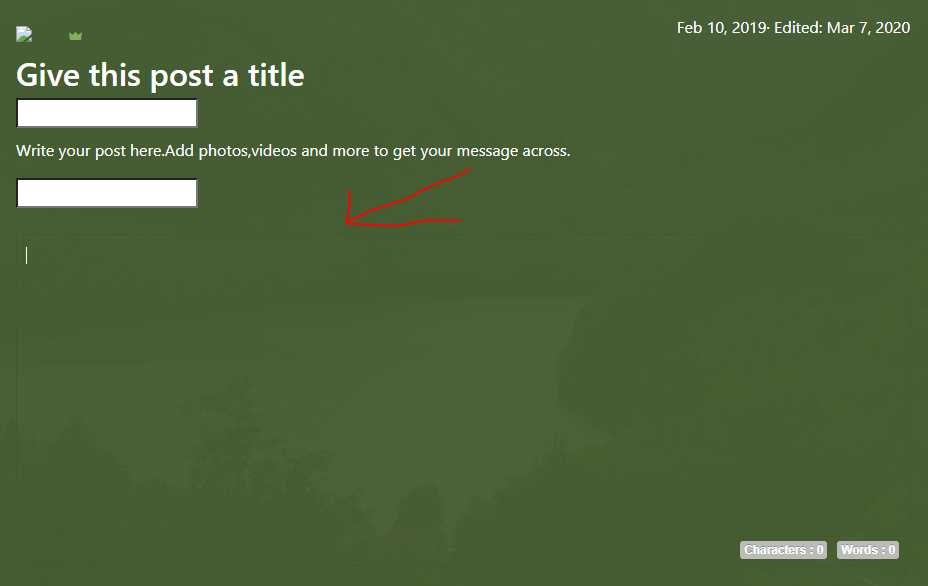 Feb 10, 2019· Edited: Mar 7, 2020
Give this post a title
Write your post here.Add photos,videos and more to get your message across.
Characters : 0 Words : 0